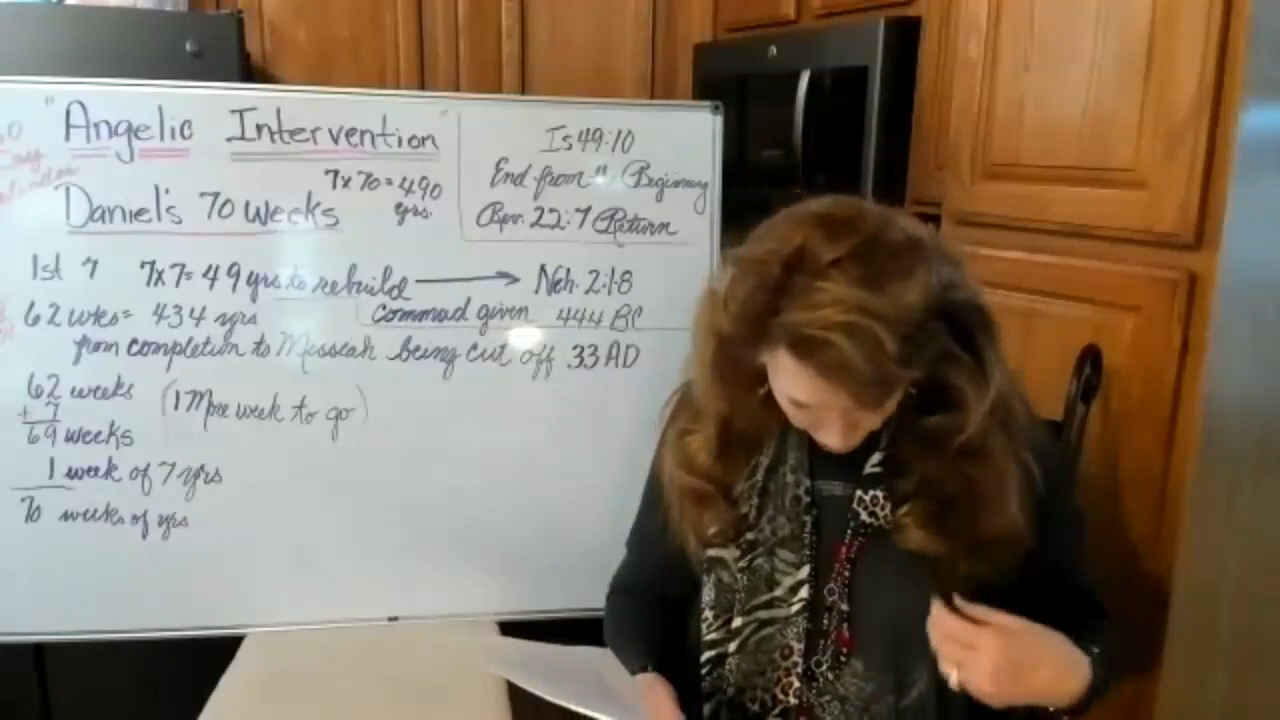 "Angelic Intervention"
7x70=490
yrs.
Daniel's 70 weeks
Is 49:10
End from " Beginning
Rev. 22:7 Return
1st 7 7x7=49 yrs to rebuild Neh. 2:1-8
62 wks= 434 yrs Commad given 444 BC
from completion to Messeah being cut off 33 AD
62 weeks (1 More week to go)
+ 7
69 weeks
1 week of 7 yrs
70 weeks of yrs